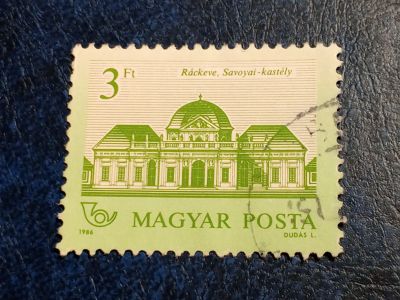 3 Ft
Ráckeve, Savoyai-kastély
MAGYAR POSTA
1986
DUDÁS L.